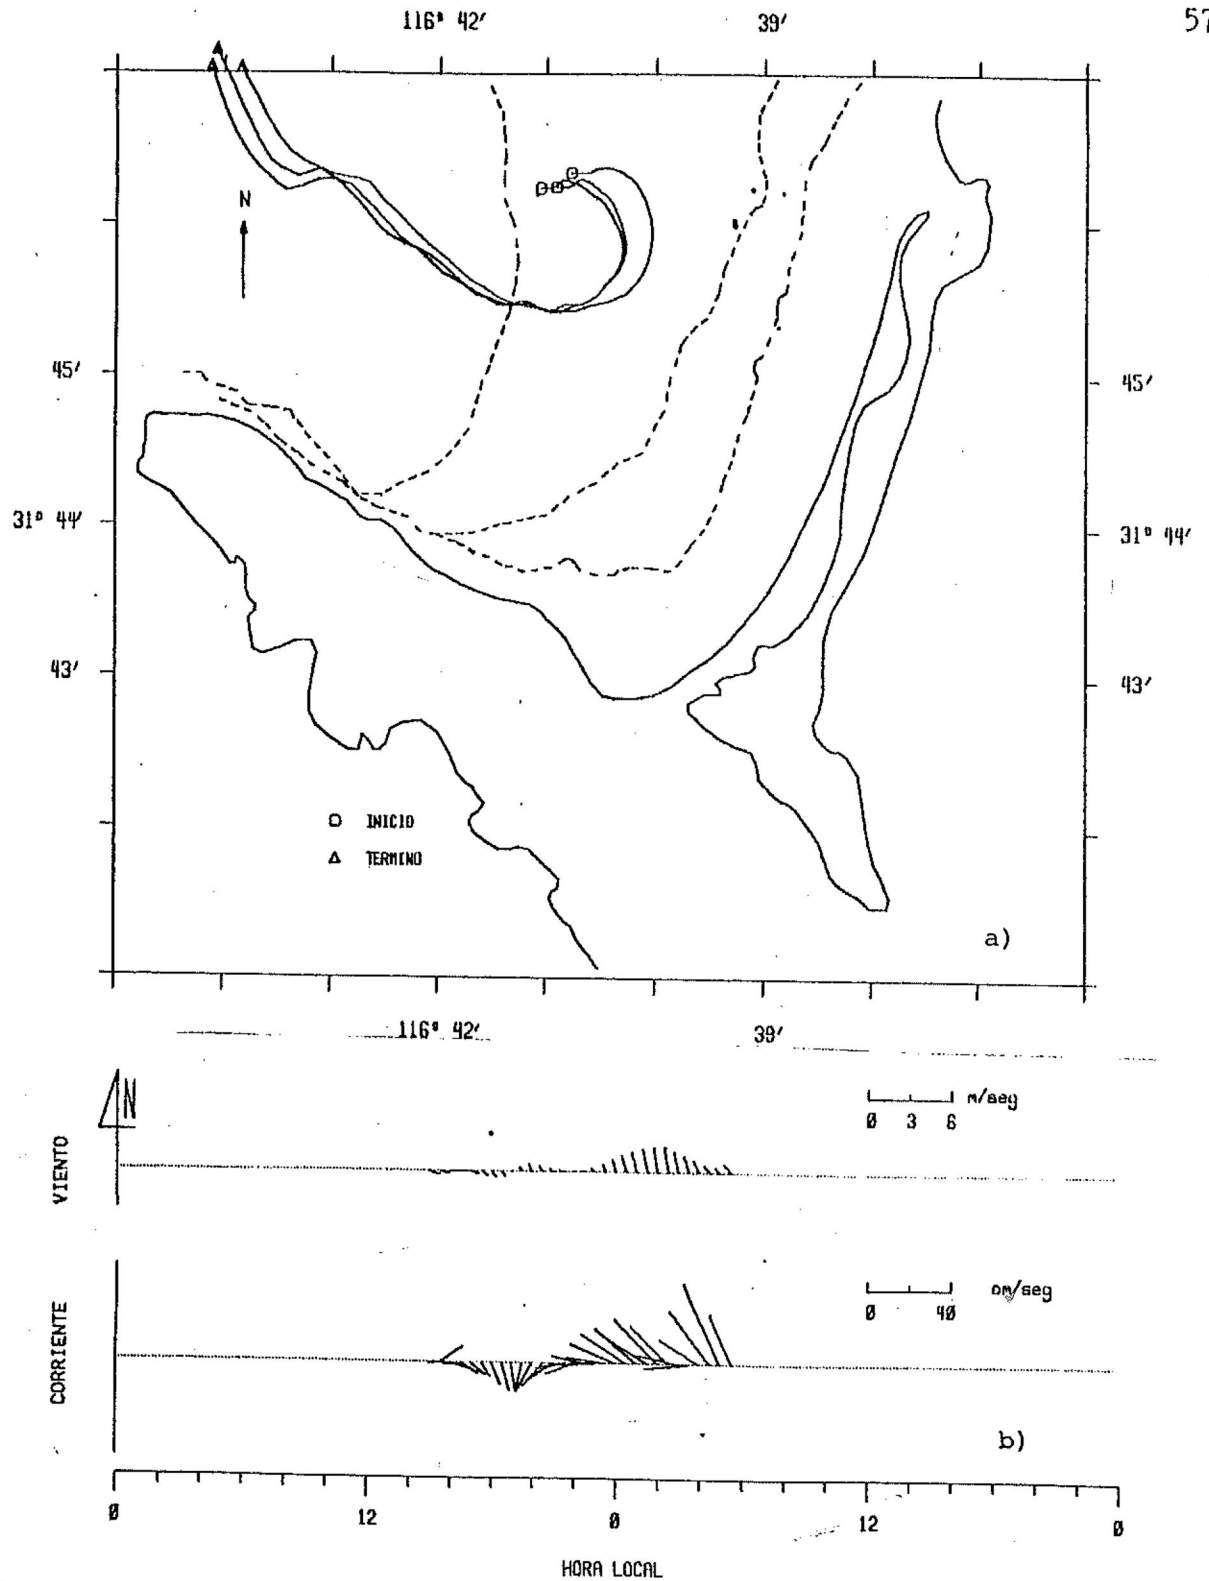 116° 42′ 39′ 57
N
45′ 45′
31° 44′ 31° 44′
43′ 43′
INICIO
TERMINO
a)
116° 42′ 39′
N
m/seg
0 3 6
VIENTO
cm/seg
0 40
CORRIENTE
b)
0 12 0 12 0
HORA LOCAL